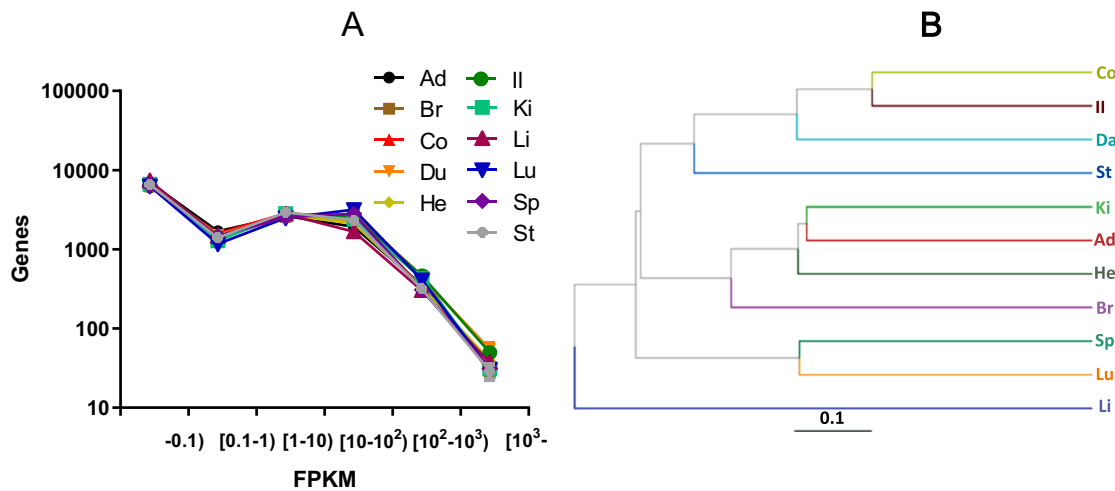 A
B
Genes
100000
10000
1000
100
10
-0.1) [0.1-1) [1-10) [10-10²) [10²-10³) [10³-
FPKM
Ad
Br
Co
Du
He
Il
Ki
Li
Lu
Sp
St
Co
Il
Da
St
Ki
Ad
He
Br
Sp
Lu
Li
0.1